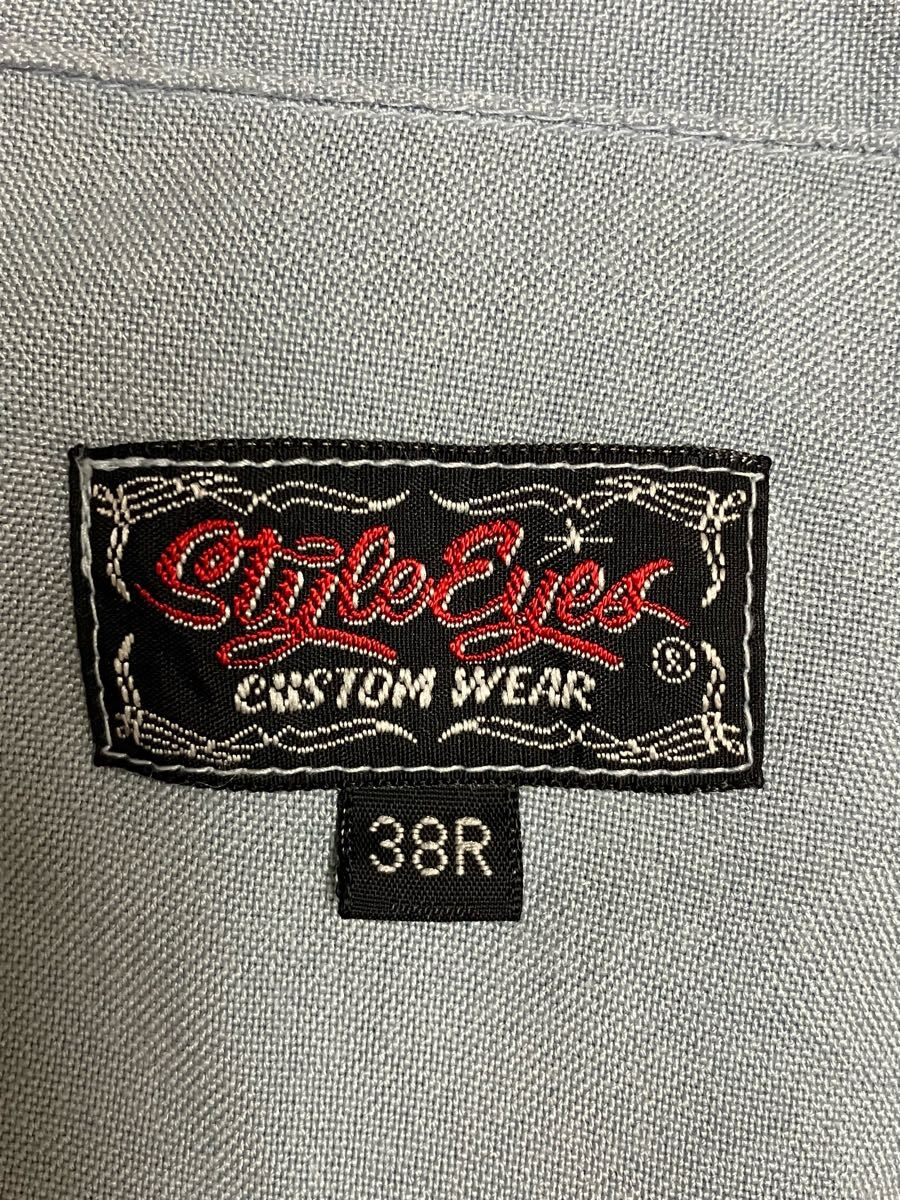 StyleEyes
®
CUSTOM WEAR
38R